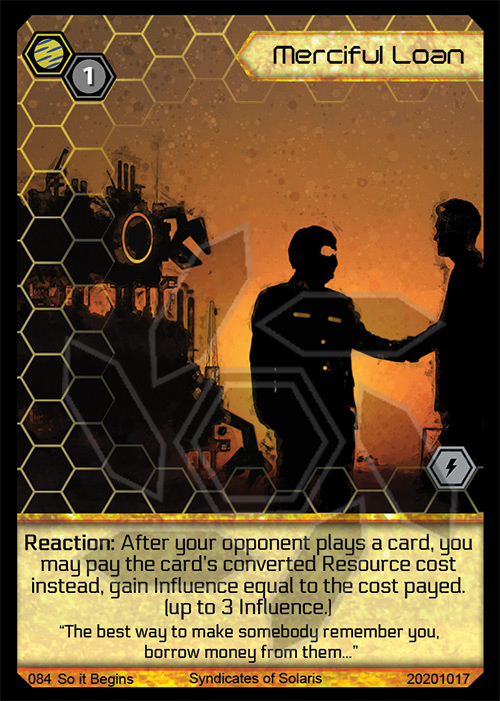 Merciful Loan
1
Reaction: After your opponent plays a card, you
may pay the card's converted Resource cost
instead, gain Influence equal to the cost payed.
(up to 3 Influence.)
"The best way to make somebody remember you,
borrow money from them..."
084 So it Begins
Syndicates of Solaris
20201017